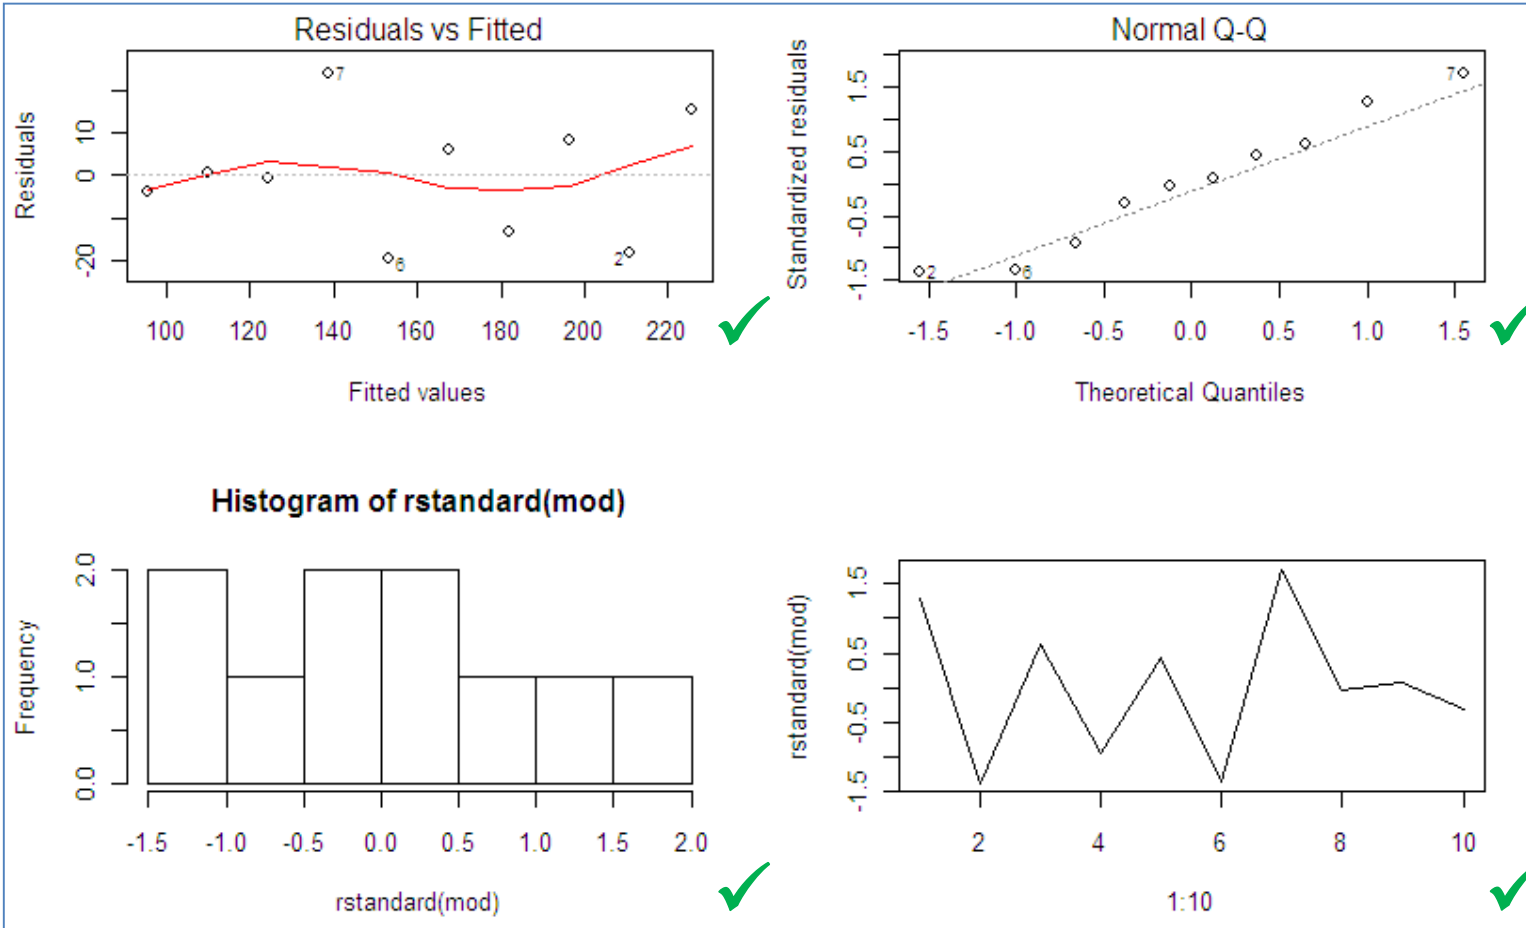 Residuals vs Fitted
Residuals
-20
0
10
7
6
2
100 120 140 160 180 200 220
Fitted values
Normal Q-Q
Standardized residuals
-1.5
-0.5
0.5
1.5
2
6
7
-1.5 -1.0 -0.5 0.0 0.5 1.0 1.5
Theoretical Quantiles
Histogram of rstandard(mod)
Frequency
0.0
1.0
2.0
-1.5 -1.0 -0.5 0.0 0.5 1.0 1.5 2.0
rstandard(mod)
rstandard(mod)
-1.5
-0.5
0.5
1.5
2 4 6 8 10
1:10